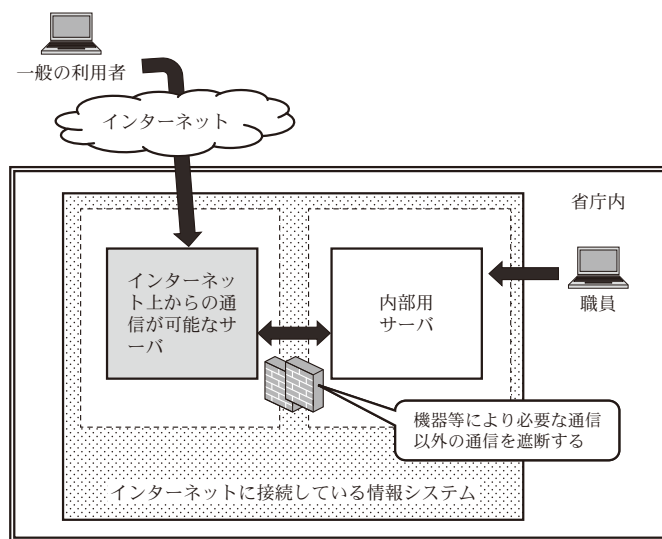 一般の利用者
インターネット
省庁内
インターネッ
ト上からの通
信が可能なサ
ーバ
内部用
サーバ
職員
機器等により必要な通信
以外の通信を遮断する
インターネットに接続している情報システム